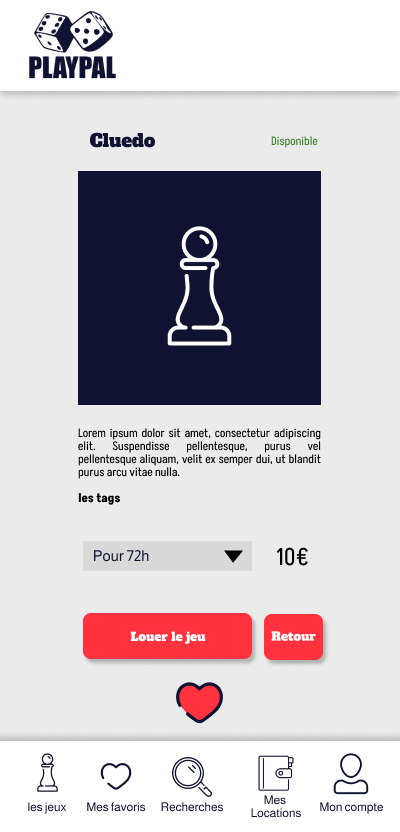 PLAYPAL
Cluedo
Disponible
Lorem ipsum dolor sit amet, consectetur adipiscing
elit. Suspendisse pellentesque, purus vel
pellentesque aliquam, velit ex semper dui, ut blandit
purus arcu vitae nulla.
les tags
Pour 72h
10€
Louer le jeu
Retour
les jeux
Mes favoris
Recherches
Mes
Locations
Mon compte